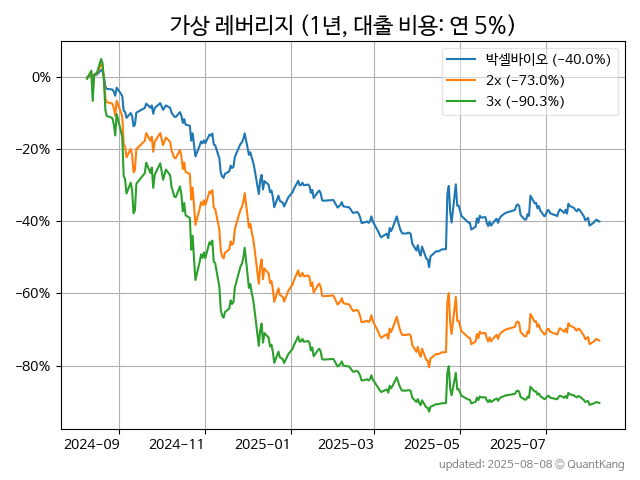 가상 레버리지 (1년, 대출 비용: 연 5%)
박셀바이오 (−40.0%)
2x (−73.0%)
3x (−90.3%)
0%
−20%
−40%
−60%
−80%
2024-09
2024-11
2025-01
2025-03
2025-05
2025-07
updated: 2025-08-08 © QuantKang